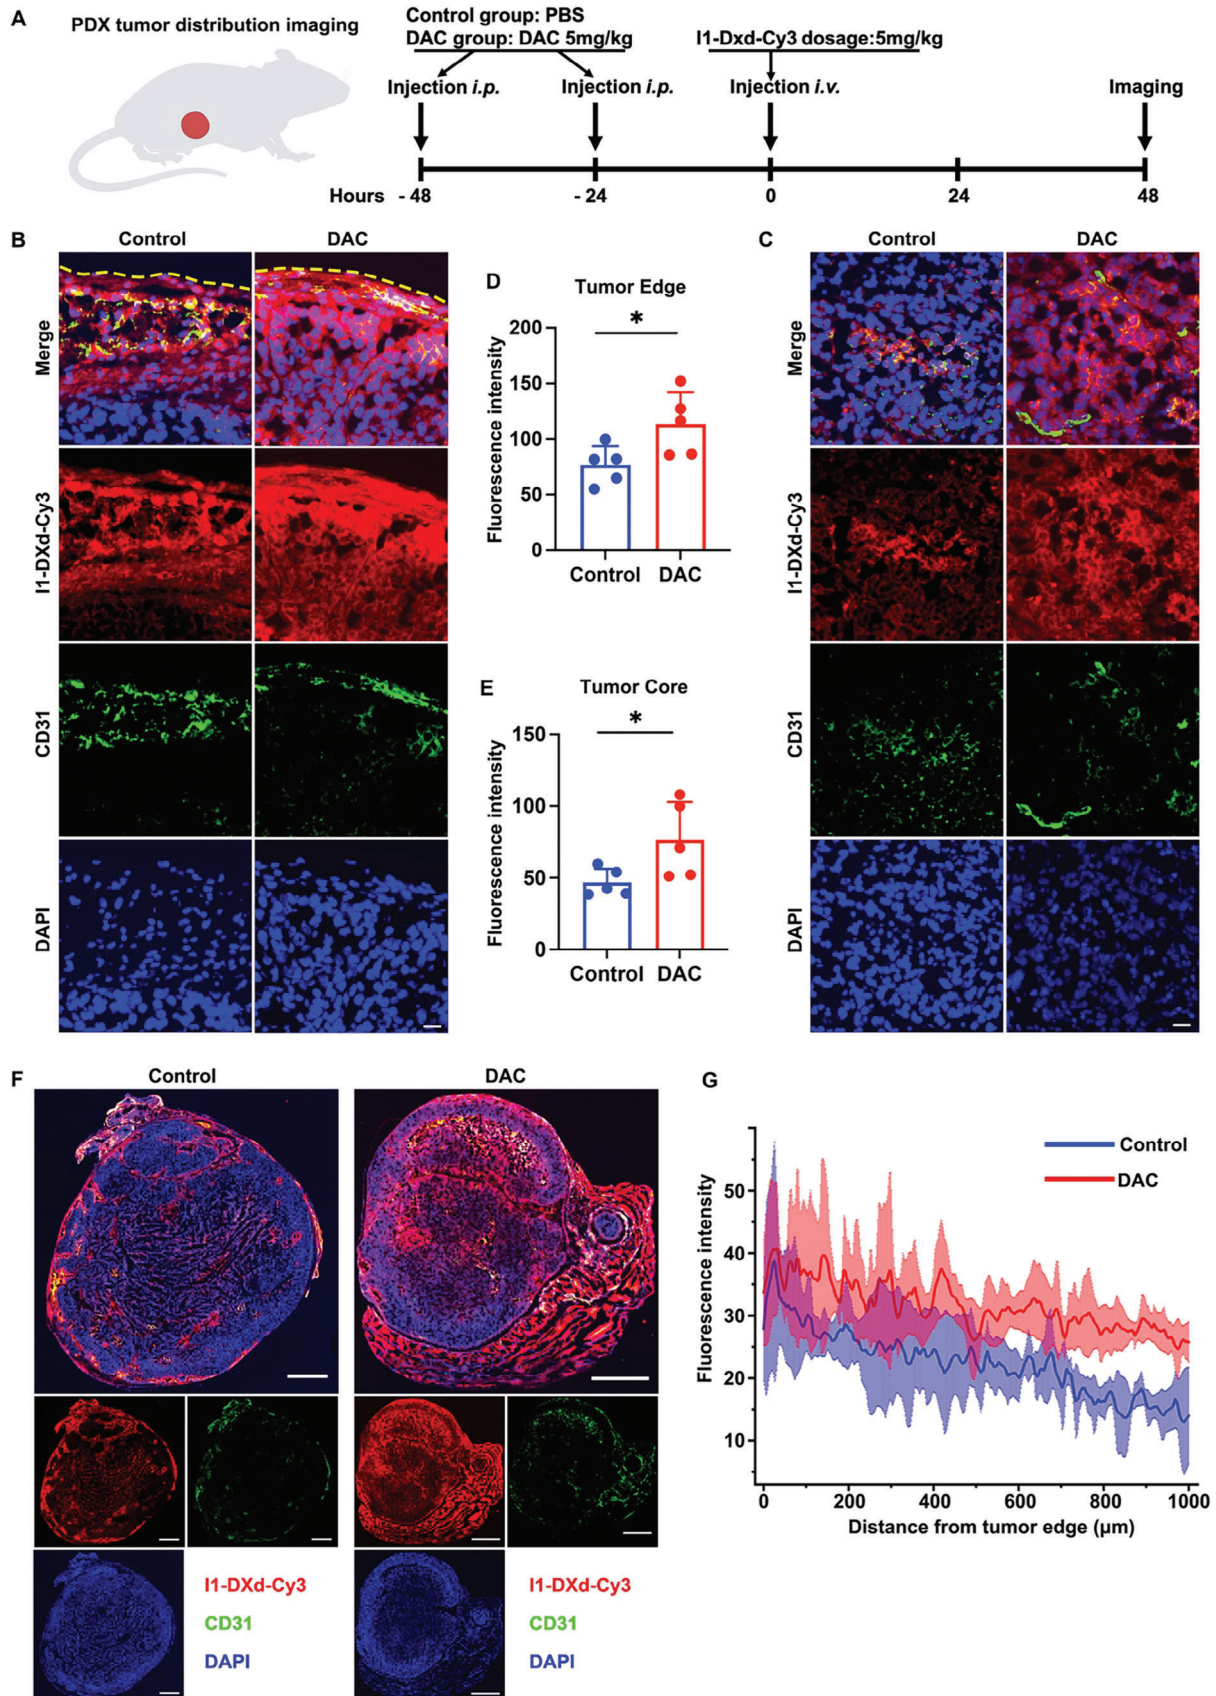 A
PDX tumor distribution imaging
Control group: PBS
DAC group: DAC 5mg/kg
I1-Dxd-Cy3 dosage:5mg/kg
Injection i.p.
Injection i.p.
Injection i.v.
Imaging
Hours
- 48
- 24
0
24
48
B
Control
DAC
Merge
I1-DXd-Cy3
CD31
DAPI
D
Tumor Edge
*
Fluorescence intensity
200
150
100
50
0
Control
DAC
E
Tumor Core
*
Fluorescence intensity
150
100
50
0
Control
DAC
C
Control
DAC
Merge
I1-DXd-Cy3
CD31
DAPI
F
Control
DAC
I1-DXd-Cy3
CD31
DAPI
I1-DXd-Cy3
CD31
DAPI
G
Control
DAC
Fluorescence intensity
50
40
30
20
10
0
200
400
600
800
1000
Distance from tumor edge (μm)